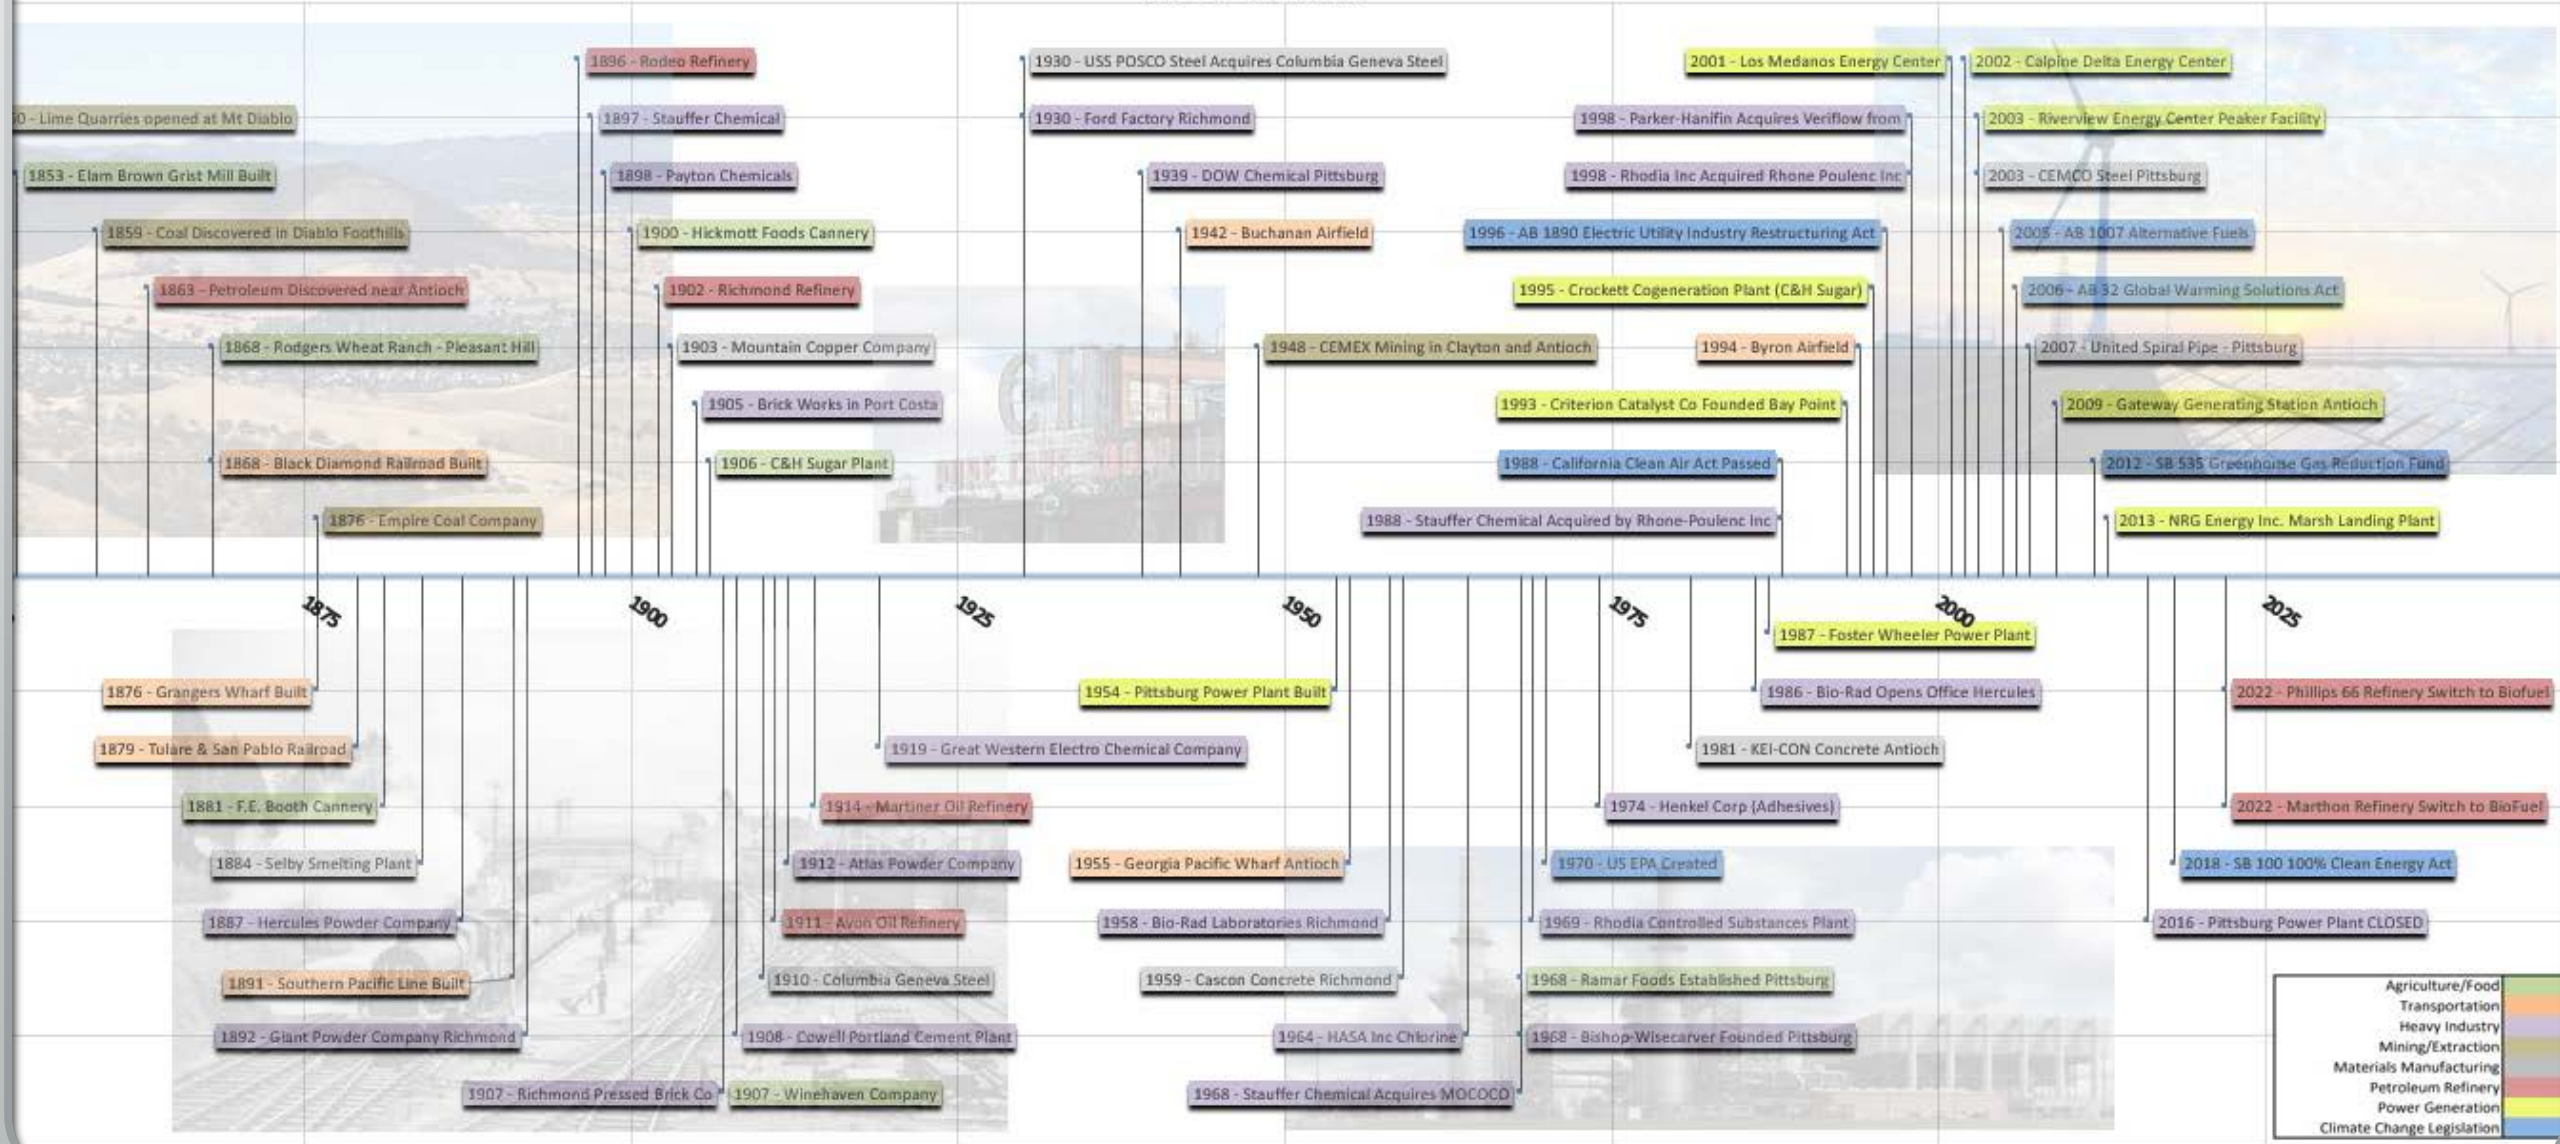 1896 - Rodeo Refinery
1930 - USS POSCO Steel Acquires Columbia Geneva Steel
2001 - Los Medanos Energy Center
2002 - Calpine Delta Energy Center
0 - Lime Quarries opened at Mt Diablo
1897 - Stauffer Chemical
1930 - Ford Factory Richmond
1998 - Parker-Hanifin Acquires Veriflow from
2003 - Riverview Energy Center Peaker Facility
1853 - Elam Brown Grist Mill Built
1898 - Payton Chemicals
1939 - DOW Chemical Pittsburg
1998 - Rhodia Inc Acquired Rhone Poulenc Inc
2003 - CEMCO Steel Pittsburg
1859 - Coal Discovered in Diablo Foothills
1900 - Hickmott Foods Cannery
1942 - Buchanan Airfield
1996 - AB 1890 Electric Utility Industry Restructuring Act
2005 - AB 1007 Alternative Fuels
1863 - Petroleum Discovered near Antioch
1902 - Richmond Refinery
1995 - Crockett Cogeneration Plant (C&H Sugar)
2006 - AB 32 Global Warming Solutions Act
1868 - Rodgers Wheat Ranch - Pleasant Hill
1903 - Mountain Copper Company
1948 - CEMEX Mining in Clayton and Antioch
1994 - Byron Airfield
2007 - United Spiral Pipe - Pittsburg
1905 - Brick Works in Port Costa
1993 - Criterion Catalyst Co Founded Bay Point
2009 - Gateway Generating Station Antioch
1868 - Black Diamond Railroad Built
1906 - C&H Sugar Plant
1988 - California Clean Air Act Passed
2012 - SB 535 Greenhouse Gas Reduction Fund
1876 - Empire Coal Company
1988 - Stauffer Chemical Acquired by Rhone-Poulenc Inc
2013 - NRG Energy Inc. Marsh Landing Plant
C&H
1875
1900
1925
1950
1975
2000
2025
1987 - Foster Wheeler Power Plant
1876 - Grangers Wharf Built
1954 - Pittsburg Power Plant Built
1986 - Bio-Rad Opens Office Hercules
2022 - Phillips 66 Refinery Switch to Biofuel
1879 - Tulare & San Pablo Railroad
1919 - Great Western Electro Chemical Company
1981 - KEI-CON Concrete Antioch
1881 - F.E. Booth Cannery
1914 - Martiner Oil Refinery
1974 - Henkel Corp (Adhesives)
2022 - Marthon Refinery Switch to BioFuel
1884 - Selby Smelting Plant
1912 - Atlas Powder Company
1955 - Georgia Pacific Wharf Antioch
1970 - US EPA Created
2018 - SB 100 100% Clean Energy Act
1887 - Hercules Powder Company
1911 - Avon Oil Refinery
1958 - Bio-Rad Laboratories Richmond
1969 - Rhodia Controlled Substances Plant
2016 - Pittsburg Power Plant CLOSED
1891 - Southern Pacific Line Built
1910 - Columbia Geneva Steel
1959 - Cascon Concrete Richmond
1968 - Ramar Foods Established Pittsburg
1892 - Giant Powder Company Richmond
1908 - Cowell Portland Cement Plant
1964 - HASA Inc Chlorine
1968 - Bishop-Wisecarver Founded Pittsburg
1907 - Richmond Pressed Brick Co
1907 - Winehaven Company
1968 - Stauffer Chemical Acquires MOCOCO
Agriculture/Food
Transportation
Heavy Industry
Mining/Extraction
Materials Manufacturing
Petroleum Refinery
Power Generation
Climate Change Legislation